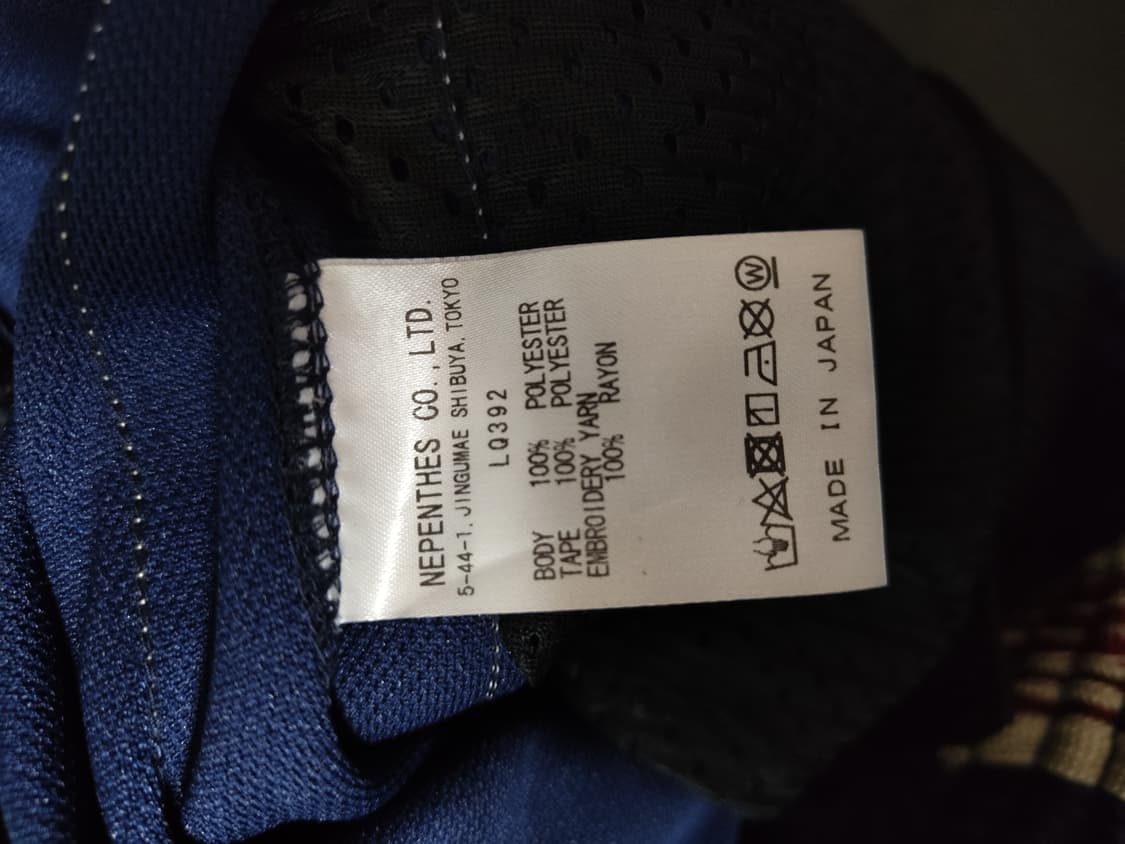 NEPENTHES CO., LTD.
5-44-1, JINGUMAE SHIBUYA, TOKYO
LQ392
BODY 100% POLYESTER
TAPE 100% POLYESTER
EMBROIDERY YARN
100% RAYON
W
MADE IN JAPAN